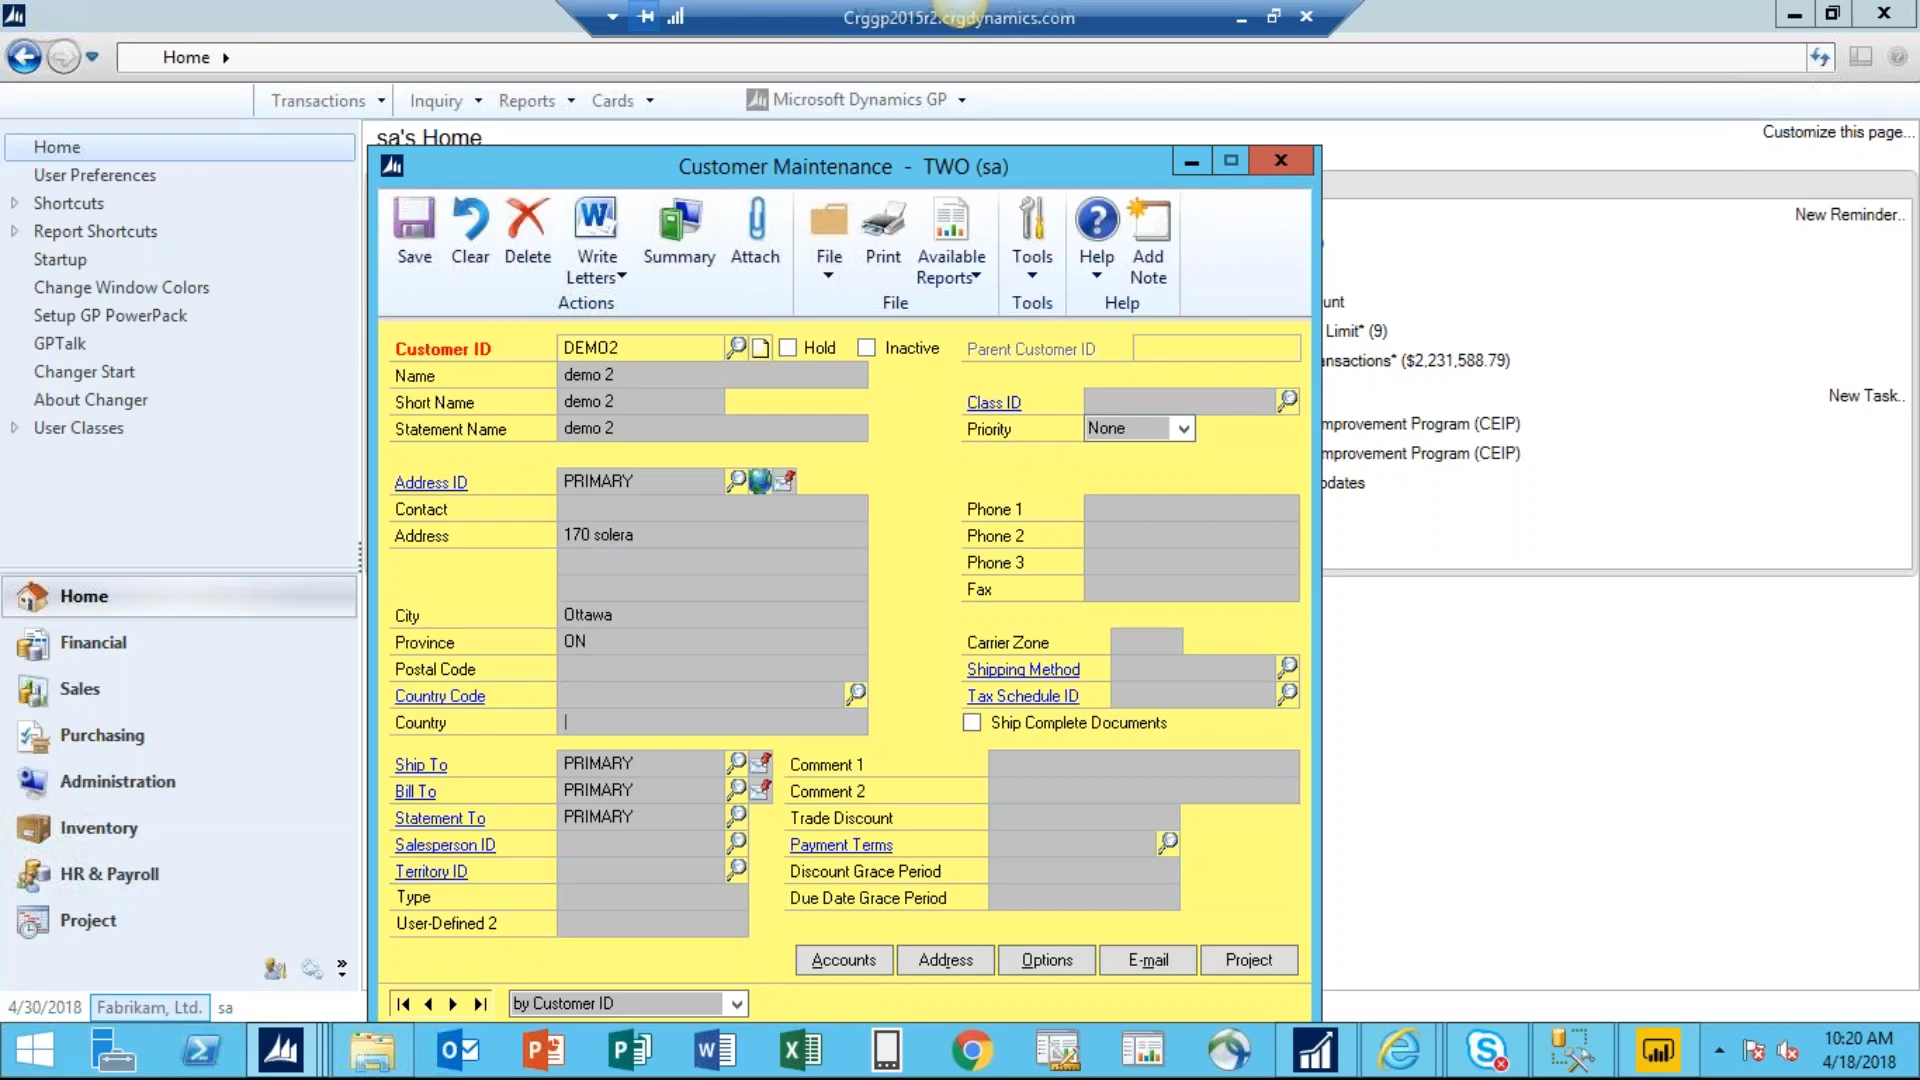 Crggp2015r2.crgdynamics.com
Home
Transactions Inquiry Reports Cards Microsoft Dynamics GP
sa's Home
Customize this page...
Home
User Preferences
Shortcuts
Report Shortcuts
Startup
Change Window Colors
Setup GP PowerPack
GPTalk
Changer Start
About Changer
User Classes
Home
Financial
Sales
Purchasing
Administration
Inventory
HR & Payroll
Project
4/30/2018 Fabrikam, Ltd. sa
Customer Maintenance - TWO (sa)
Save Clear Delete Write Letters Summary Attach File Print Available Reports Tools Help Add Note
Actions File Tools Help
Customer ID DEMO2 Hold Inactive Parent Customer ID
Name demo 2
Short Name demo 2 Class ID
Statement Name demo 2 Priority None
Address ID PRIMARY
Contact Phone 1
Address 170 solera Phone 2
Phone 3
Fax
City Ottawa
Province ON Carrier Zone
Postal Code Shipping Method
Country Code Tax Schedule ID
Country Ship Complete Documents
Ship To PRIMARY Comment 1
Bill To PRIMARY Comment 2
Statement To PRIMARY Trade Discount
Salesperson ID Payment Terms
Territory ID Discount Grace Period
Type Due Date Grace Period
User-Defined 2
Accounts Address Options E-mail Project
by Customer ID
New Reminder..
unt
Limit* (9)
ansactions* ($2,231,588.79)
New Task..
mprovement Program (CEIP)
mprovement Program (CEIP)
pdates
10:20 AM
4/18/2018